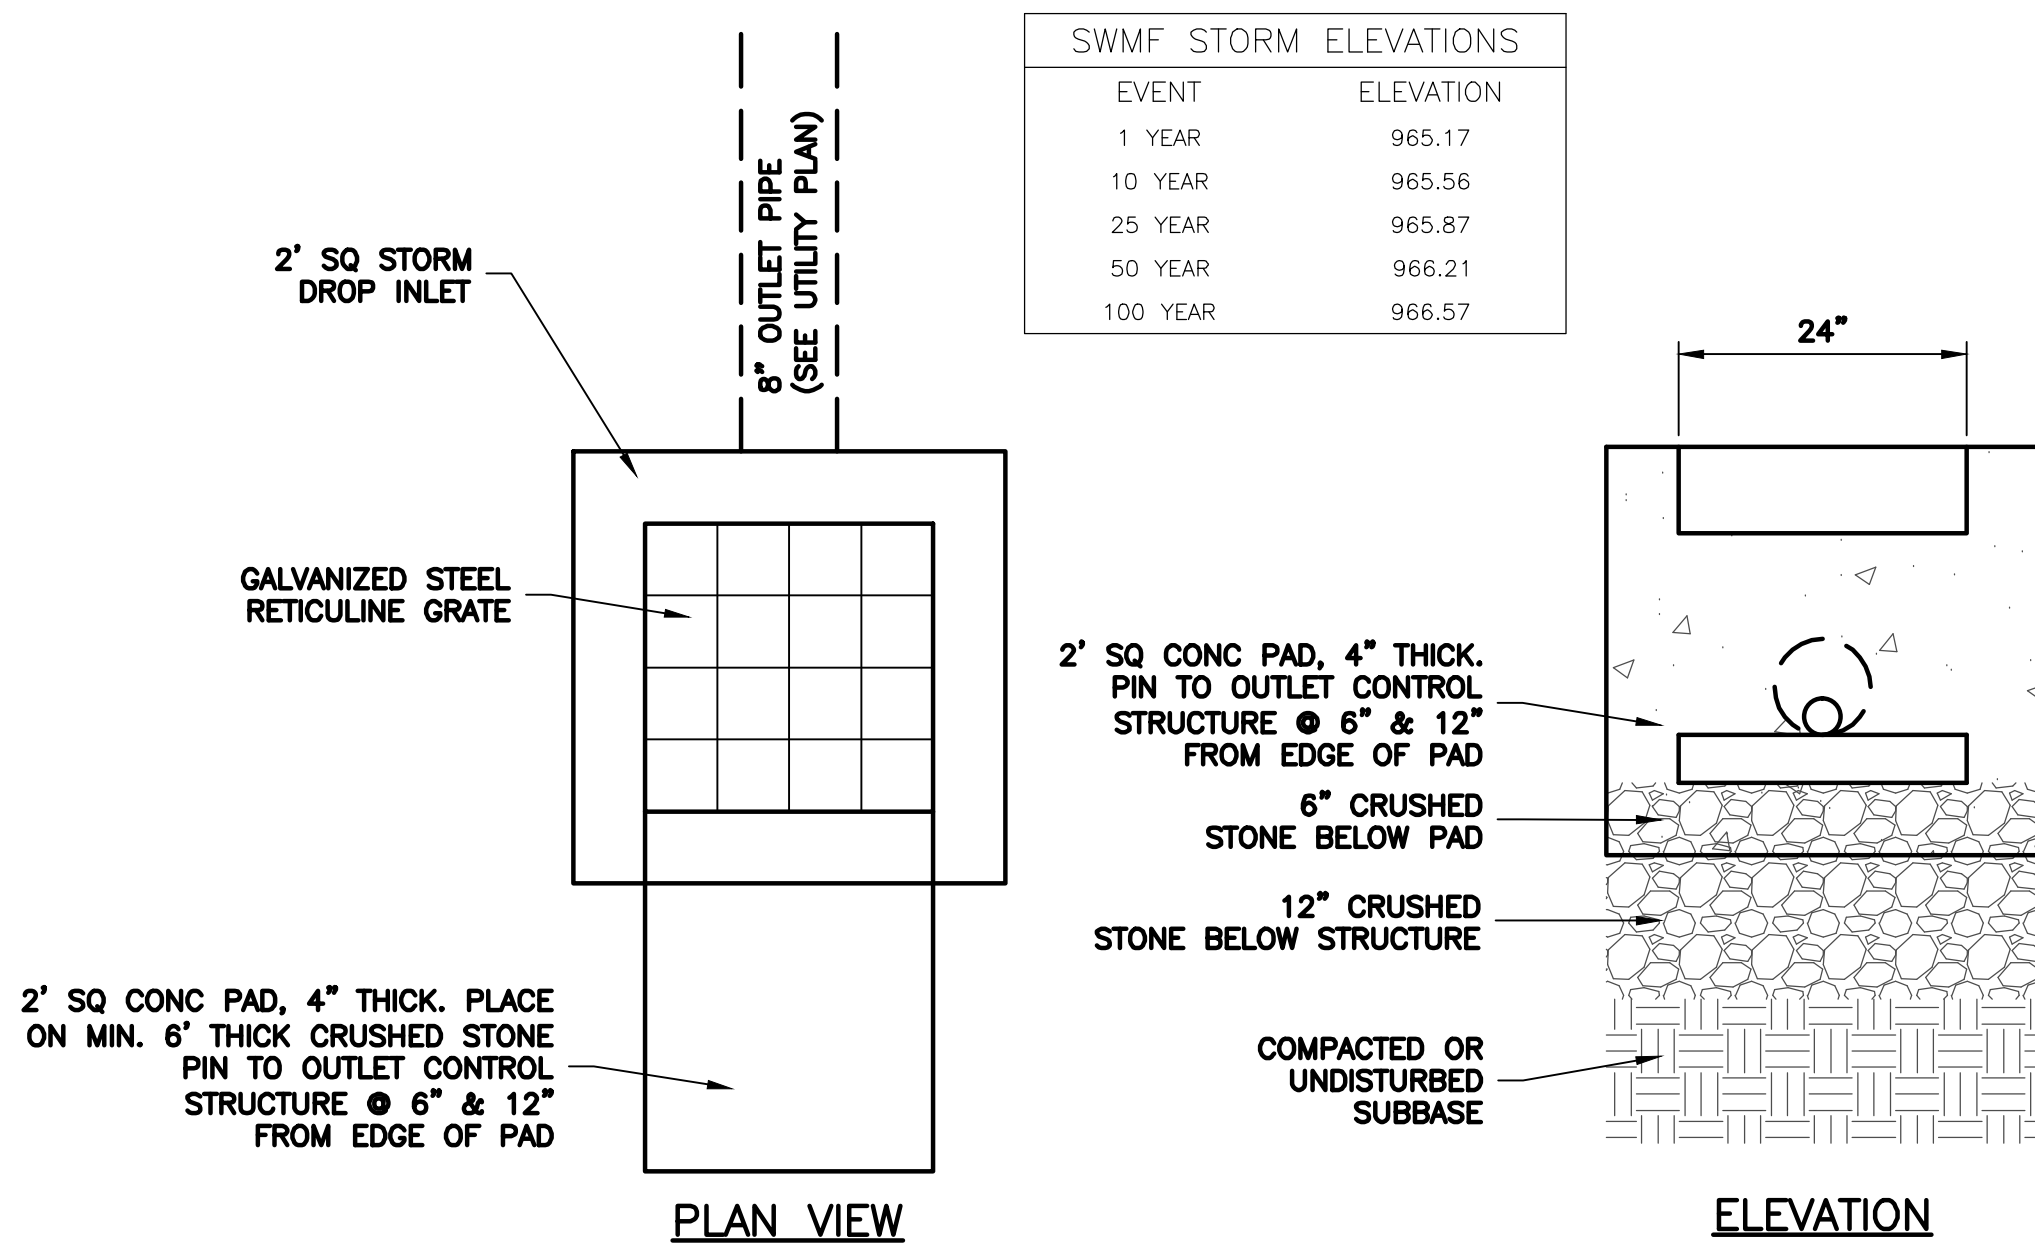 SWMF STORM ELEVATIONS
EVENT ELEVATION
1 YEAR 965.17
10 YEAR 965.56
25 YEAR 965.87
50 YEAR 966.21
100 YEAR 966.57
8" OUTLET PIPE
(SEE UTILITY PLAN)
2' SQ STORM
DROP INLET
GALVANIZED STEEL
RETICULINE GRATE
2' SQ CONC PAD, 4" THICK. PLACE
ON MIN. 6' THICK CRUSHED STONE
PIN TO OUTLET CONTROL
STRUCTURE @ 6" & 12"
FROM EDGE OF PAD
PLAN VIEW
24"
2' SQ CONC PAD, 4" THICK.
PIN TO OUTLET CONTROL
STRUCTURE @ 6" & 12"
FROM EDGE OF PAD
6" CRUSHED
STONE BELOW PAD
12" CRUSHED
STONE BELOW STRUCTURE
COMPACTED OR
UNDISTURBED
SUBBASE
ELEVATION